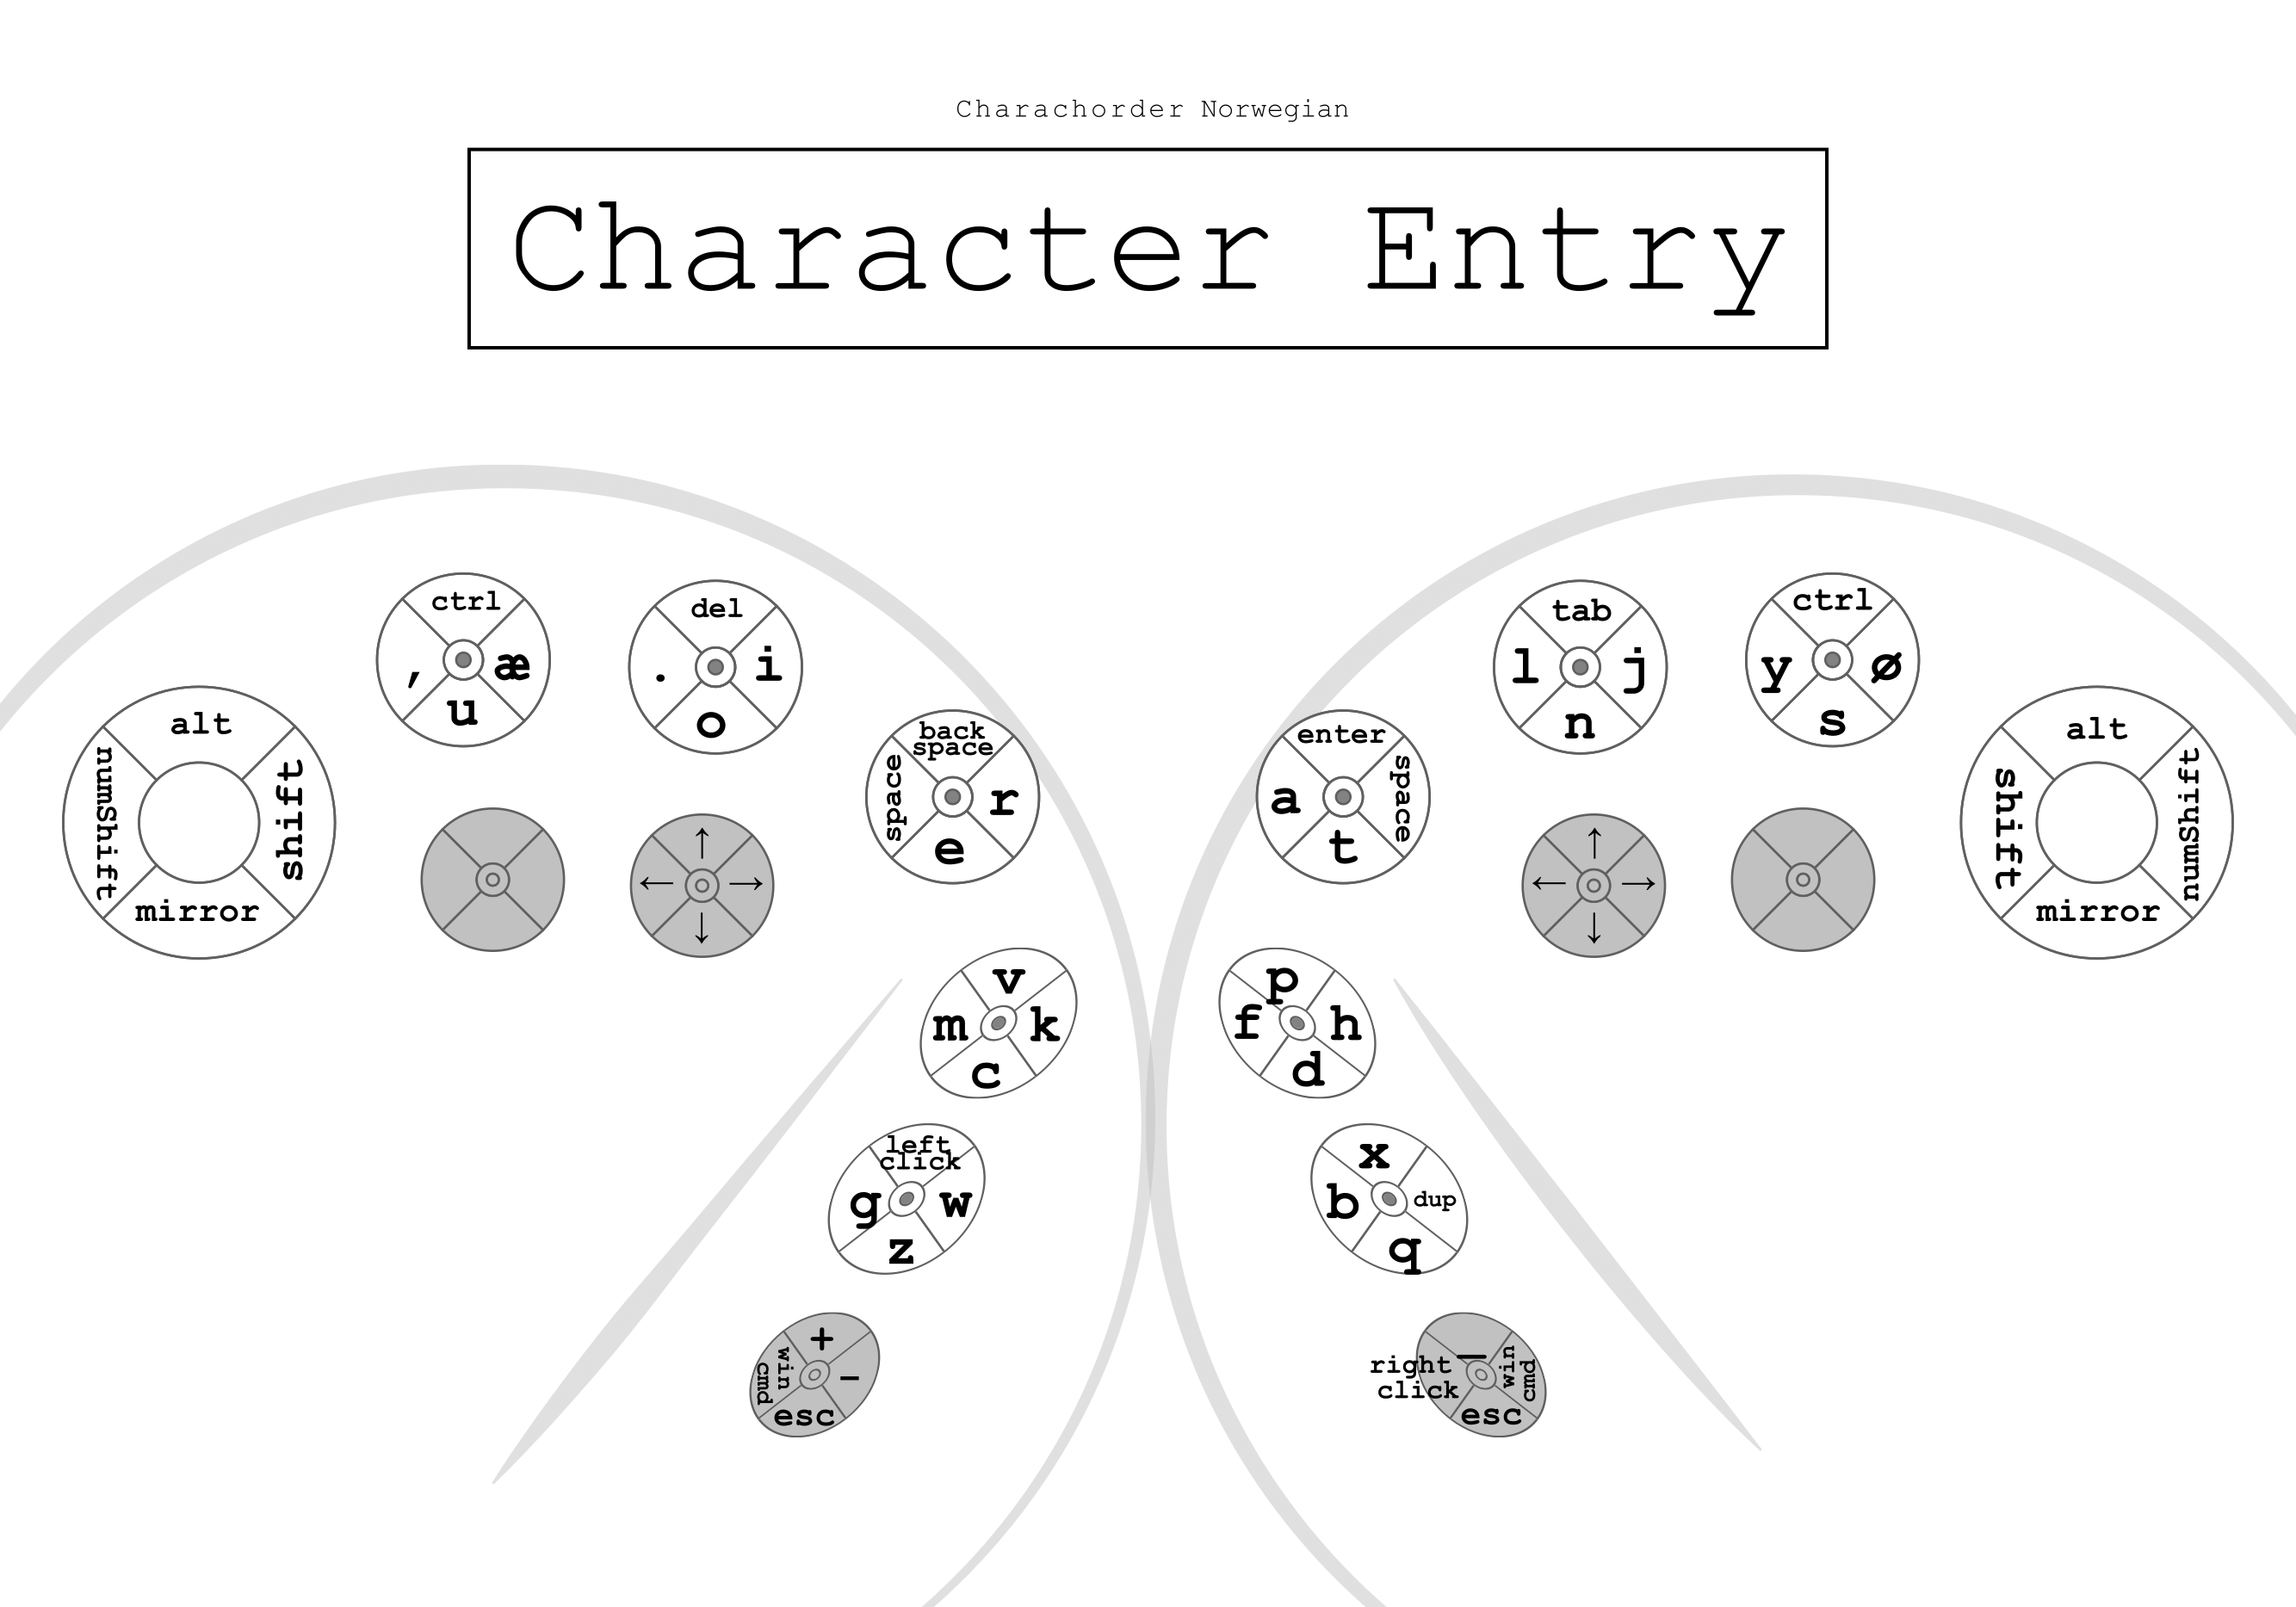 Charachorder Norwegian
Character Entry
ctrl
, æ
u
del
. i
o
back
space
space r
e
alt
numShift shift
mirror
↑
← →
↓
v
m k
c
left
click
g w
z
+
win
cmd
-
esc
enter
a space
t
tab
l j
n
ctrl
y ø
s
alt
shift numShift
mirror
↑
← →
↓
p
f h
d
x
b dup
q
right
click
—
win
cmd
esc